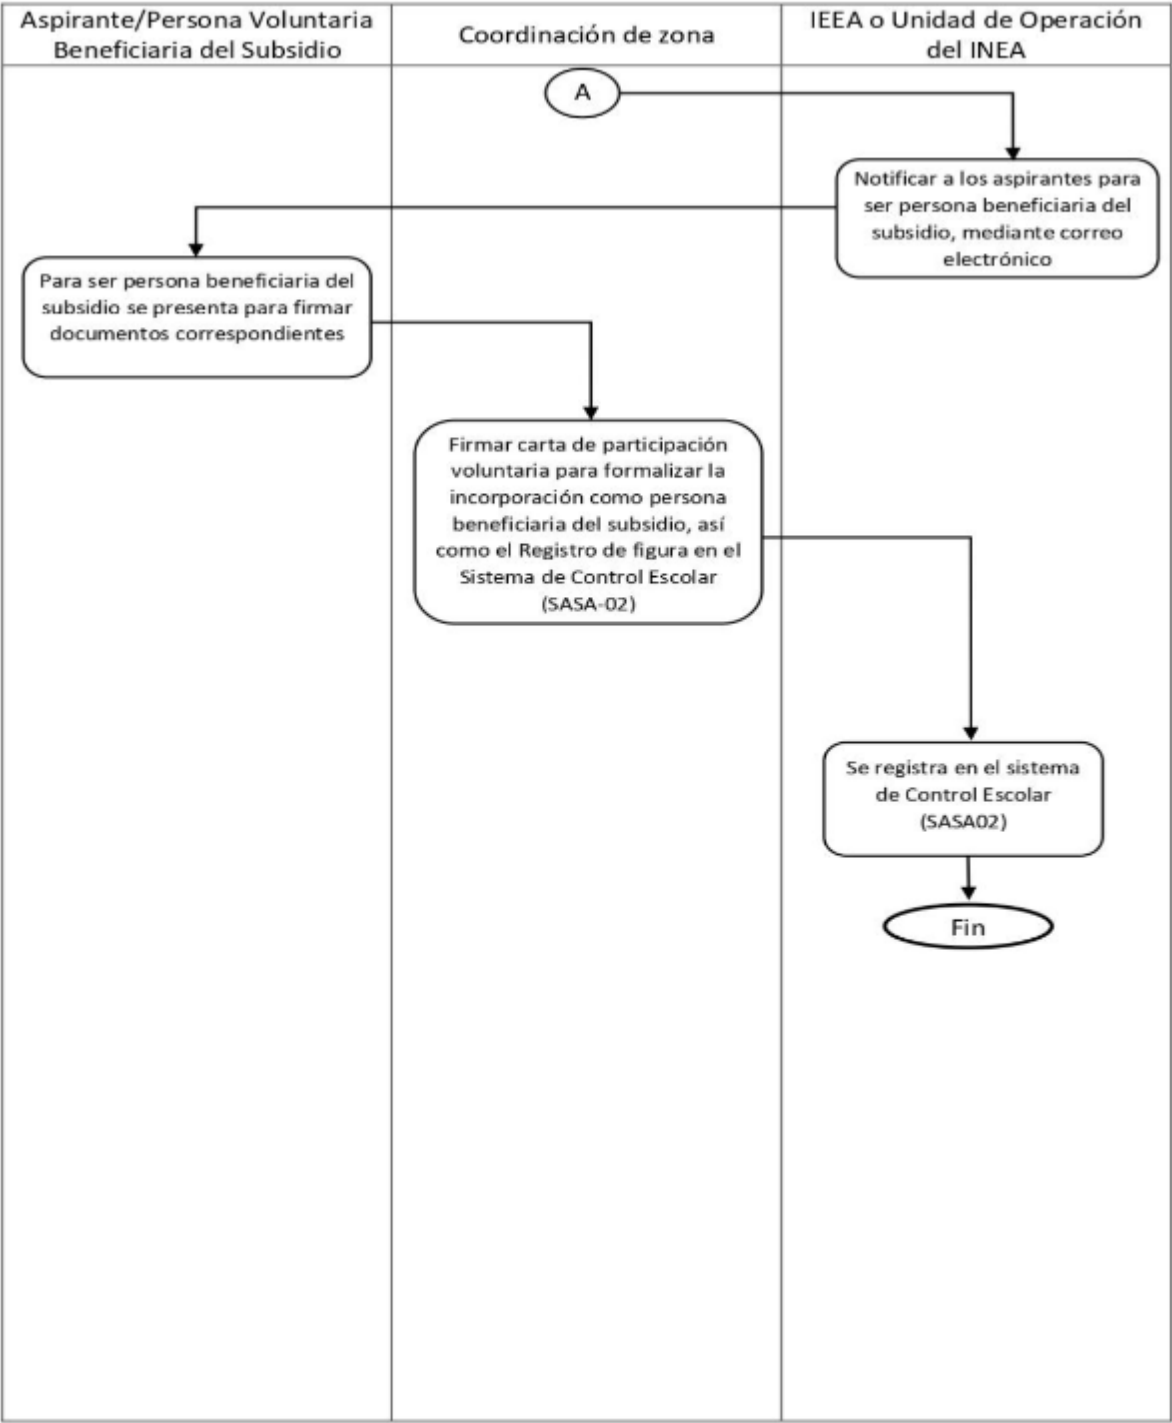 Aspirante/Persona Voluntaria
Beneficiaria del Subsidio
Coordinación de zona
IEEA o Unidad de Operación
del INEA
A
Notificar a los aspirantes para
ser persona beneficiaria del
subsidio, mediante correo
electrónico
Para ser persona beneficiaria del
subsidio se presenta para firmar
documentos correspondientes
Firmar carta de participación
voluntaria para formalizar la
incorporación como persona
beneficiaria del subsidio, así
como el Registro de figura en el
Sistema de Control Escolar
(SASA-02)
Se registra en el sistema
de Control Escolar
(SASA02)
Fin